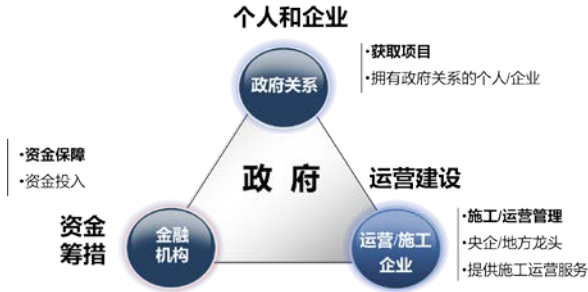 个人和企业
政府关系
•获取项目
•拥有政府关系的个人/企业
•资金保障
•资金投入
政 府
运营建设
资金
筹措
金融
机构
运营/施工
企业
•施工/运营管理
•央企/地方龙头
•提供施工运营服务